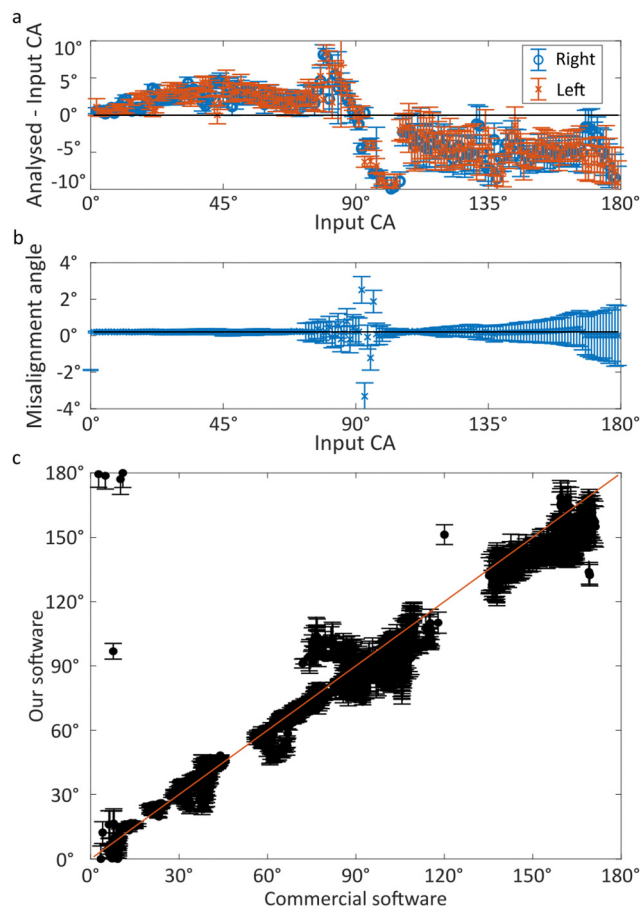 a
10°
5°
0°
-5°
-10°
Analysed - Input CA
Right
Left
0° 45° 90° 135° 180°
Input CA
b
4°
2°
0°
-2°
-4°
Misalignment angle
0° 45° 90° 135° 180°
Input CA
c
180°
150°
120°
90°
60°
30°
0°
Our software
0° 30° 60° 90° 120° 150° 180°
Commercial software